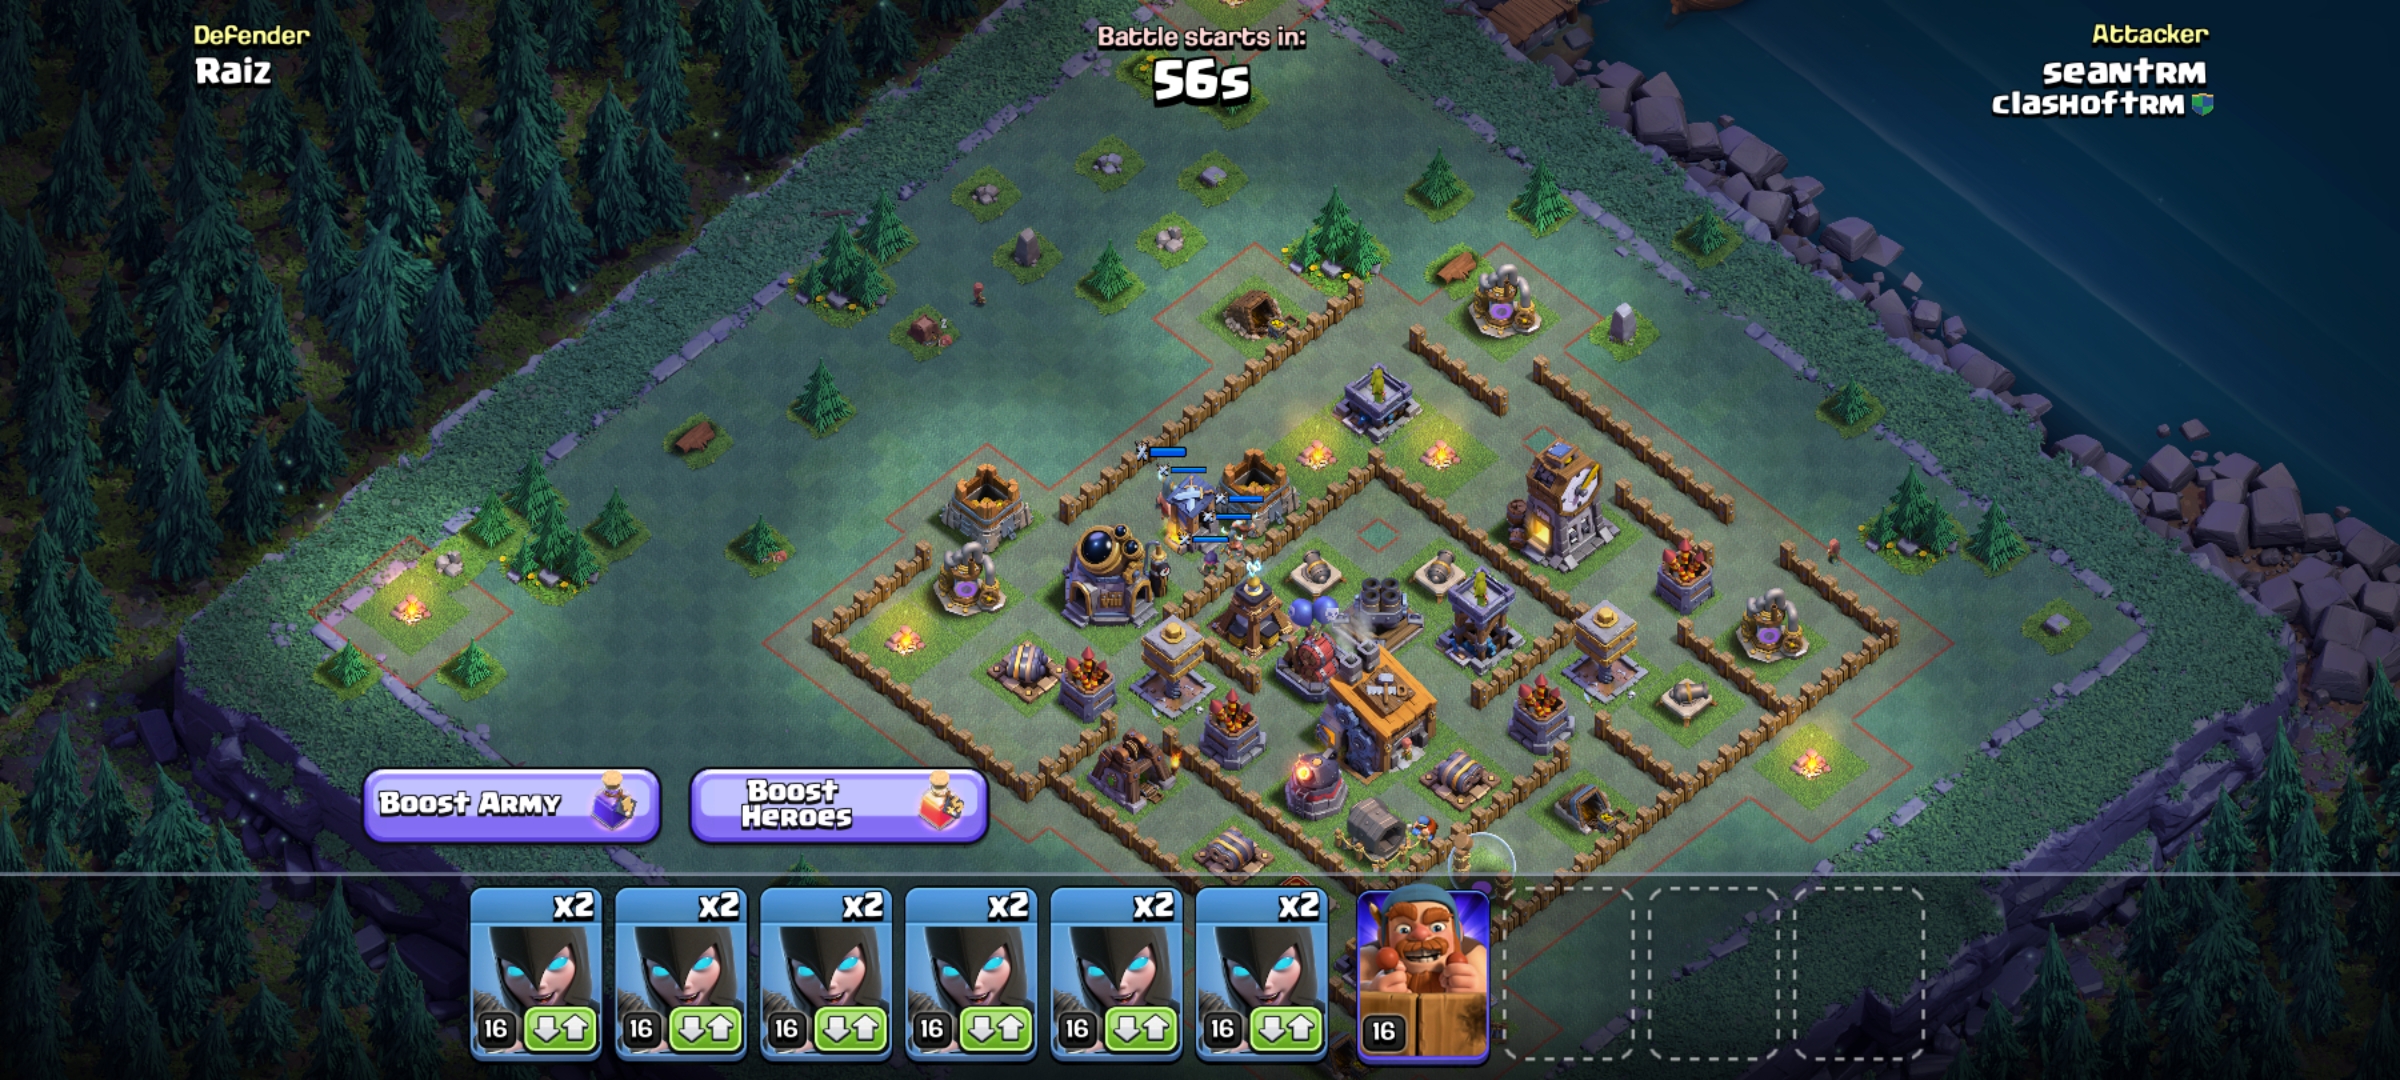 Defender
Raiz
Battle starts in:
56s
Attacker
seantRM
clashoftRM
Boost Army
Boost
Heroes
x2
x2
x2
x2
x2
x2
16
16
16
16
16
16
16